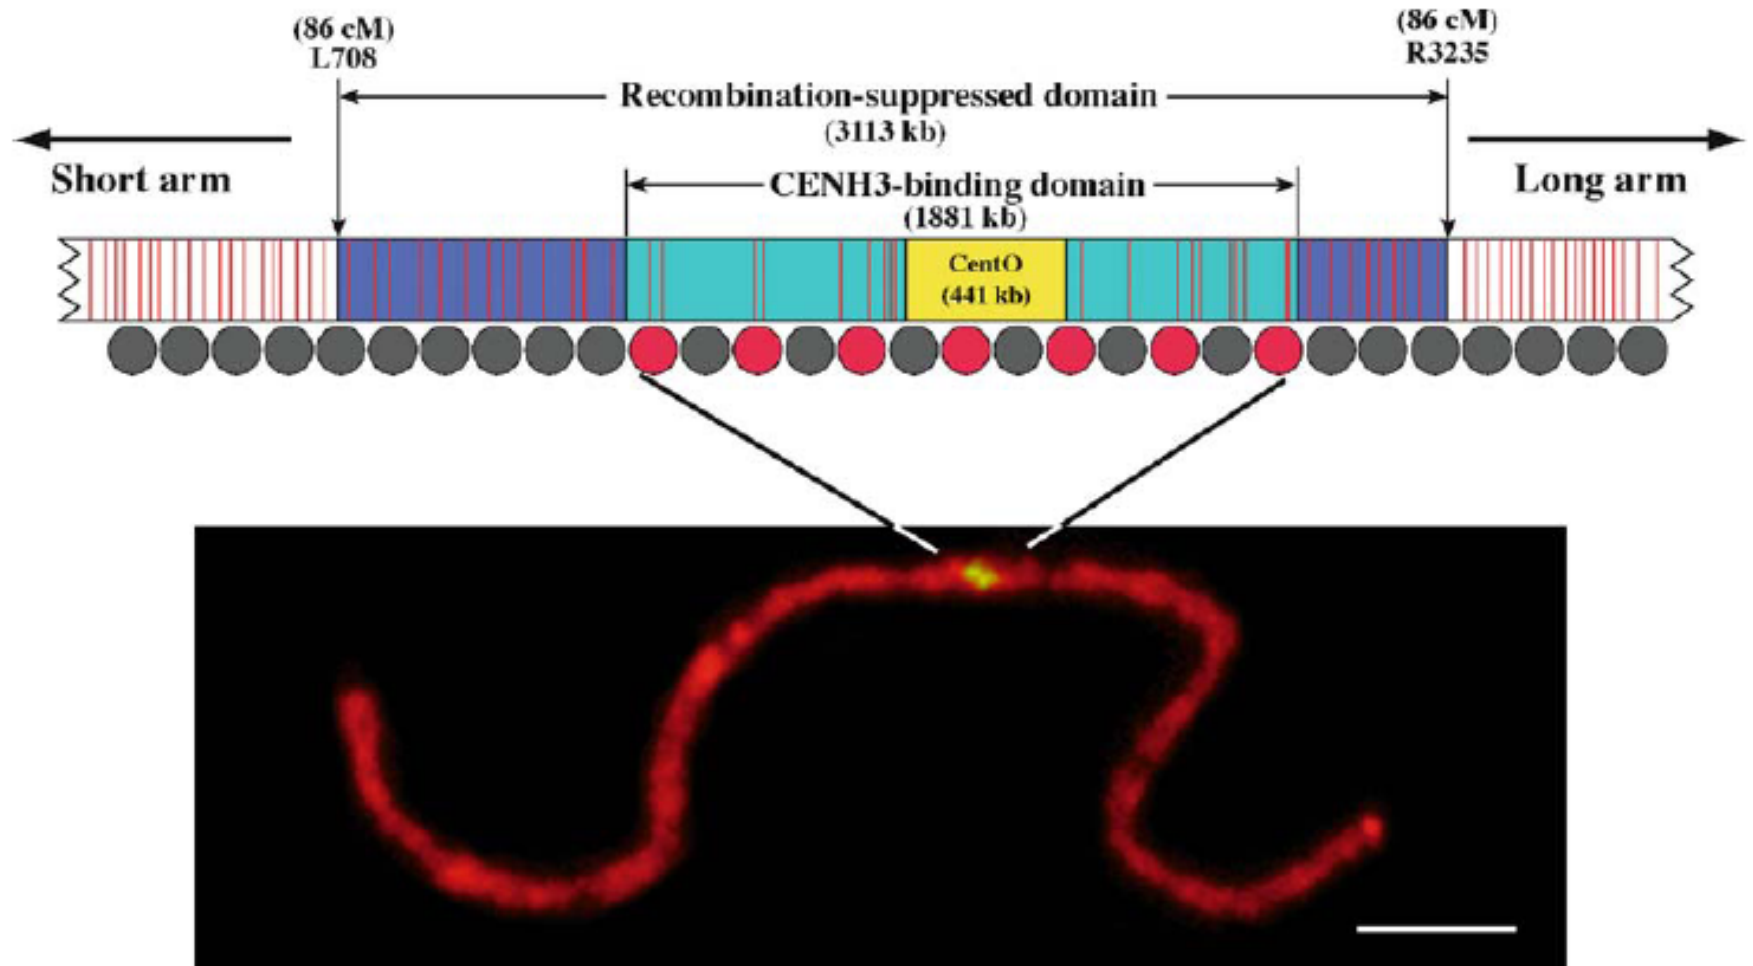 (86 cM)
L708
(86 cM)
R3235
Recombination-suppressed domain
(3113 kb)
Short arm
Long arm
CENH3-binding domain
(1881 kb)
CentO
(441 kb)